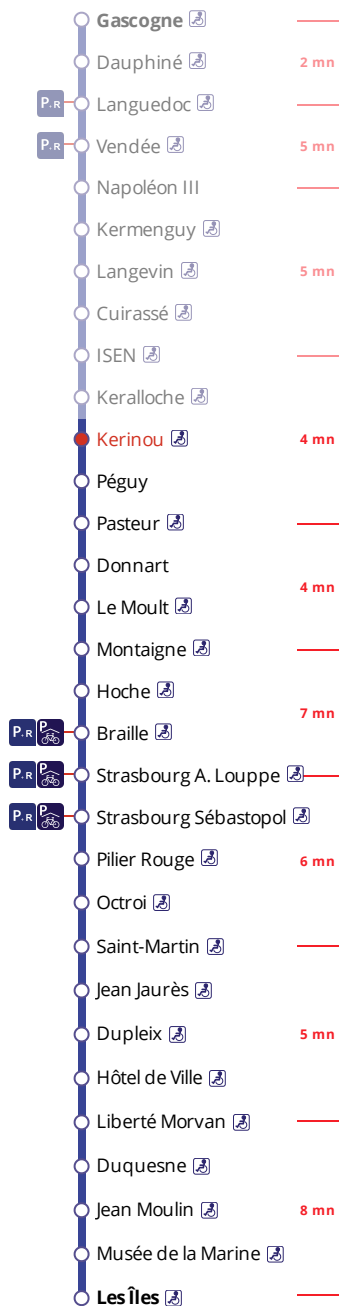 Gascogne
Dauphiné 2 mn
P+R Languedoc
P+R Vendée 5 mn
Napoléon III
Kermenguy
Langevin 5 mn
Cuirassé
ISEN
Keralloche
Kerinou 4 mn
Péguy
Pasteur
Donnart
4 mn
Le Moult
Montaigne
Hoche
7 mn
P+R P Braille
P+R P Strasbourg A. Louppe
P+R P Strasbourg Sébastopol
Pilier Rouge 6 mn
Octroi
Saint-Martin
Jean Jaurès
Dupleix 5 mn
Hôtel de Ville
Liberté Morvan
Duquesne
Jean Moulin 8 mn
Musée de la Marine
Les Îles